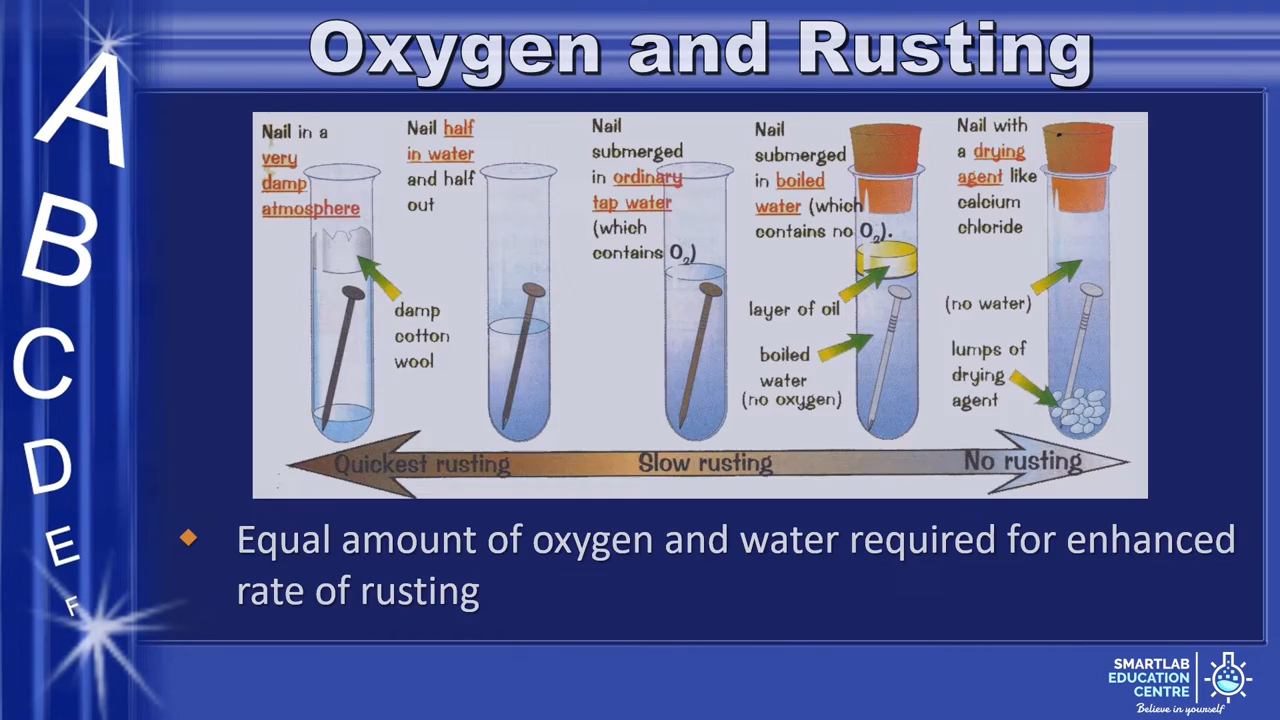 Oxygen and Rusting
A
B
C
D
E
F
Nail in a
very
damp
atmosphere
damp
cotton
wool
Nail half
in water
and half
out
Nail
submerged
in ordinary
tap water
(which
contains O₂)
Nail
submerged
in boiled
water (which
contains no O₂).
layer of oil
boiled
water
(no oxygen)
Nail with
a drying
agent like
calcium
chloride
(no water)
lumps of
drying
agent
Quickest rusting
Slow rusting
No rusting
Equal amount of oxygen and water required for enhanced
rate of rusting
SMARTLAB
EDUCATION
CENTRE
Believe in yourself